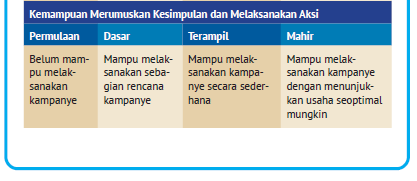 Kemampuan Merumuskan Kesimpulan dan Melaksanakan Aksi
Permulaan Dasar Terampil Mahir
Belum mam-
pu melak-
sanakan
kampanye
Mampu melak-
sanakan seba-
gian rencana
kampanye
Mampu melak-
sanakan kampa-
nye secara seder-
hana
Mampu melak-
sanakan kampanye
dengan menunjuk-
kan usaha seoptimal
mungkin